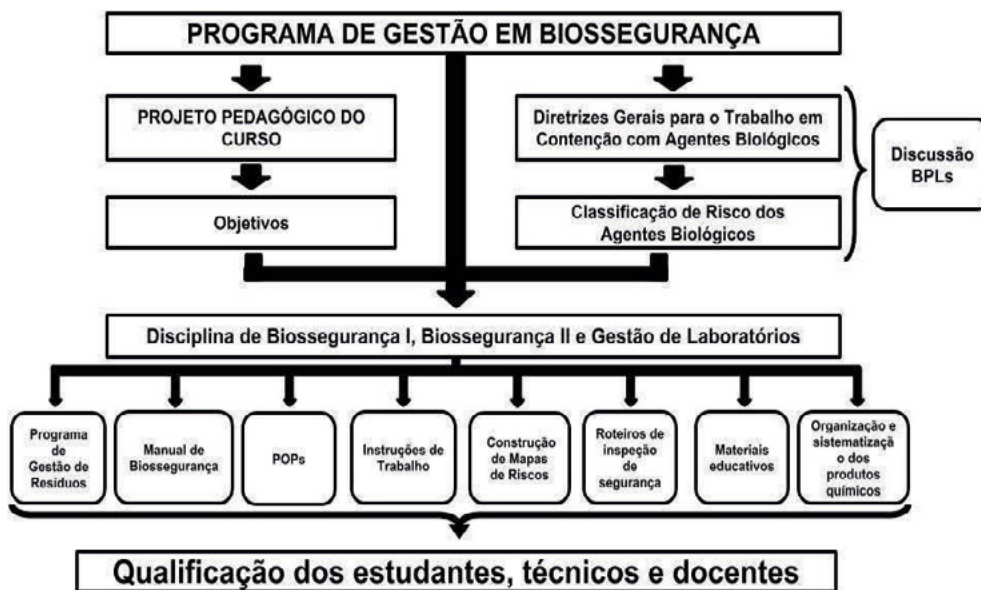 PROGRAMA DE GESTÃO EM BIOSSEGURANÇA
PROJETO PEDAGÓGICO DO
CURSO
Diretrizes Gerais para o Trabalho em
Contenção com Agentes Biológicos
Discussão
BPLs
Objetivos
Classificação de Risco dos
Agentes Biológicos
Disciplina de Biossegurança I, Biossegurança II e Gestão de Laboratórios
Programa
de
Gestão de
Resíduos
Manual de
Biossegurança
POPs
Instruções de
Trabalho
Construção
de Mapas
de Riscos
Roteiros de
inspeção
de
segurança
Materiais
educativos
Organização e
sistematizaçã
o dos
produtos
químicos
Qualificação dos estudantes, técnicos e docentes